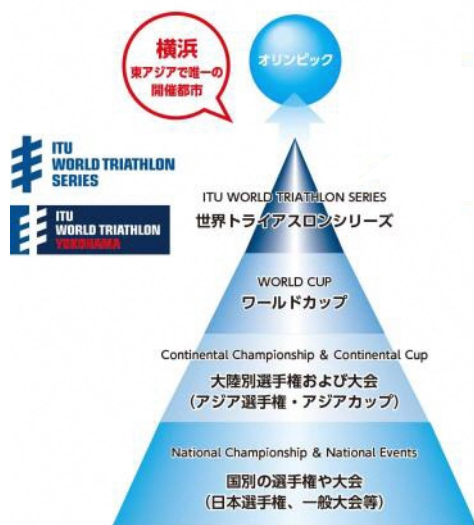 横浜
東アジアで唯一の
開催都市
オリンピック
ITU
WORLD TRIATHLON
SERIES
ITU
WORLD TRIATHLON
YOKOHAMA
ITU WORLD TRIATHLON SERIES
世界トライアスロンシリーズ
WORLD CUP
ワールドカップ
Continental Championship & Continental Cup
大陸別選手権および大会
（アジア選手権・アジアカップ）
National Championship & National Events
国別の選手権や大会
（日本選手権、一般大会等）